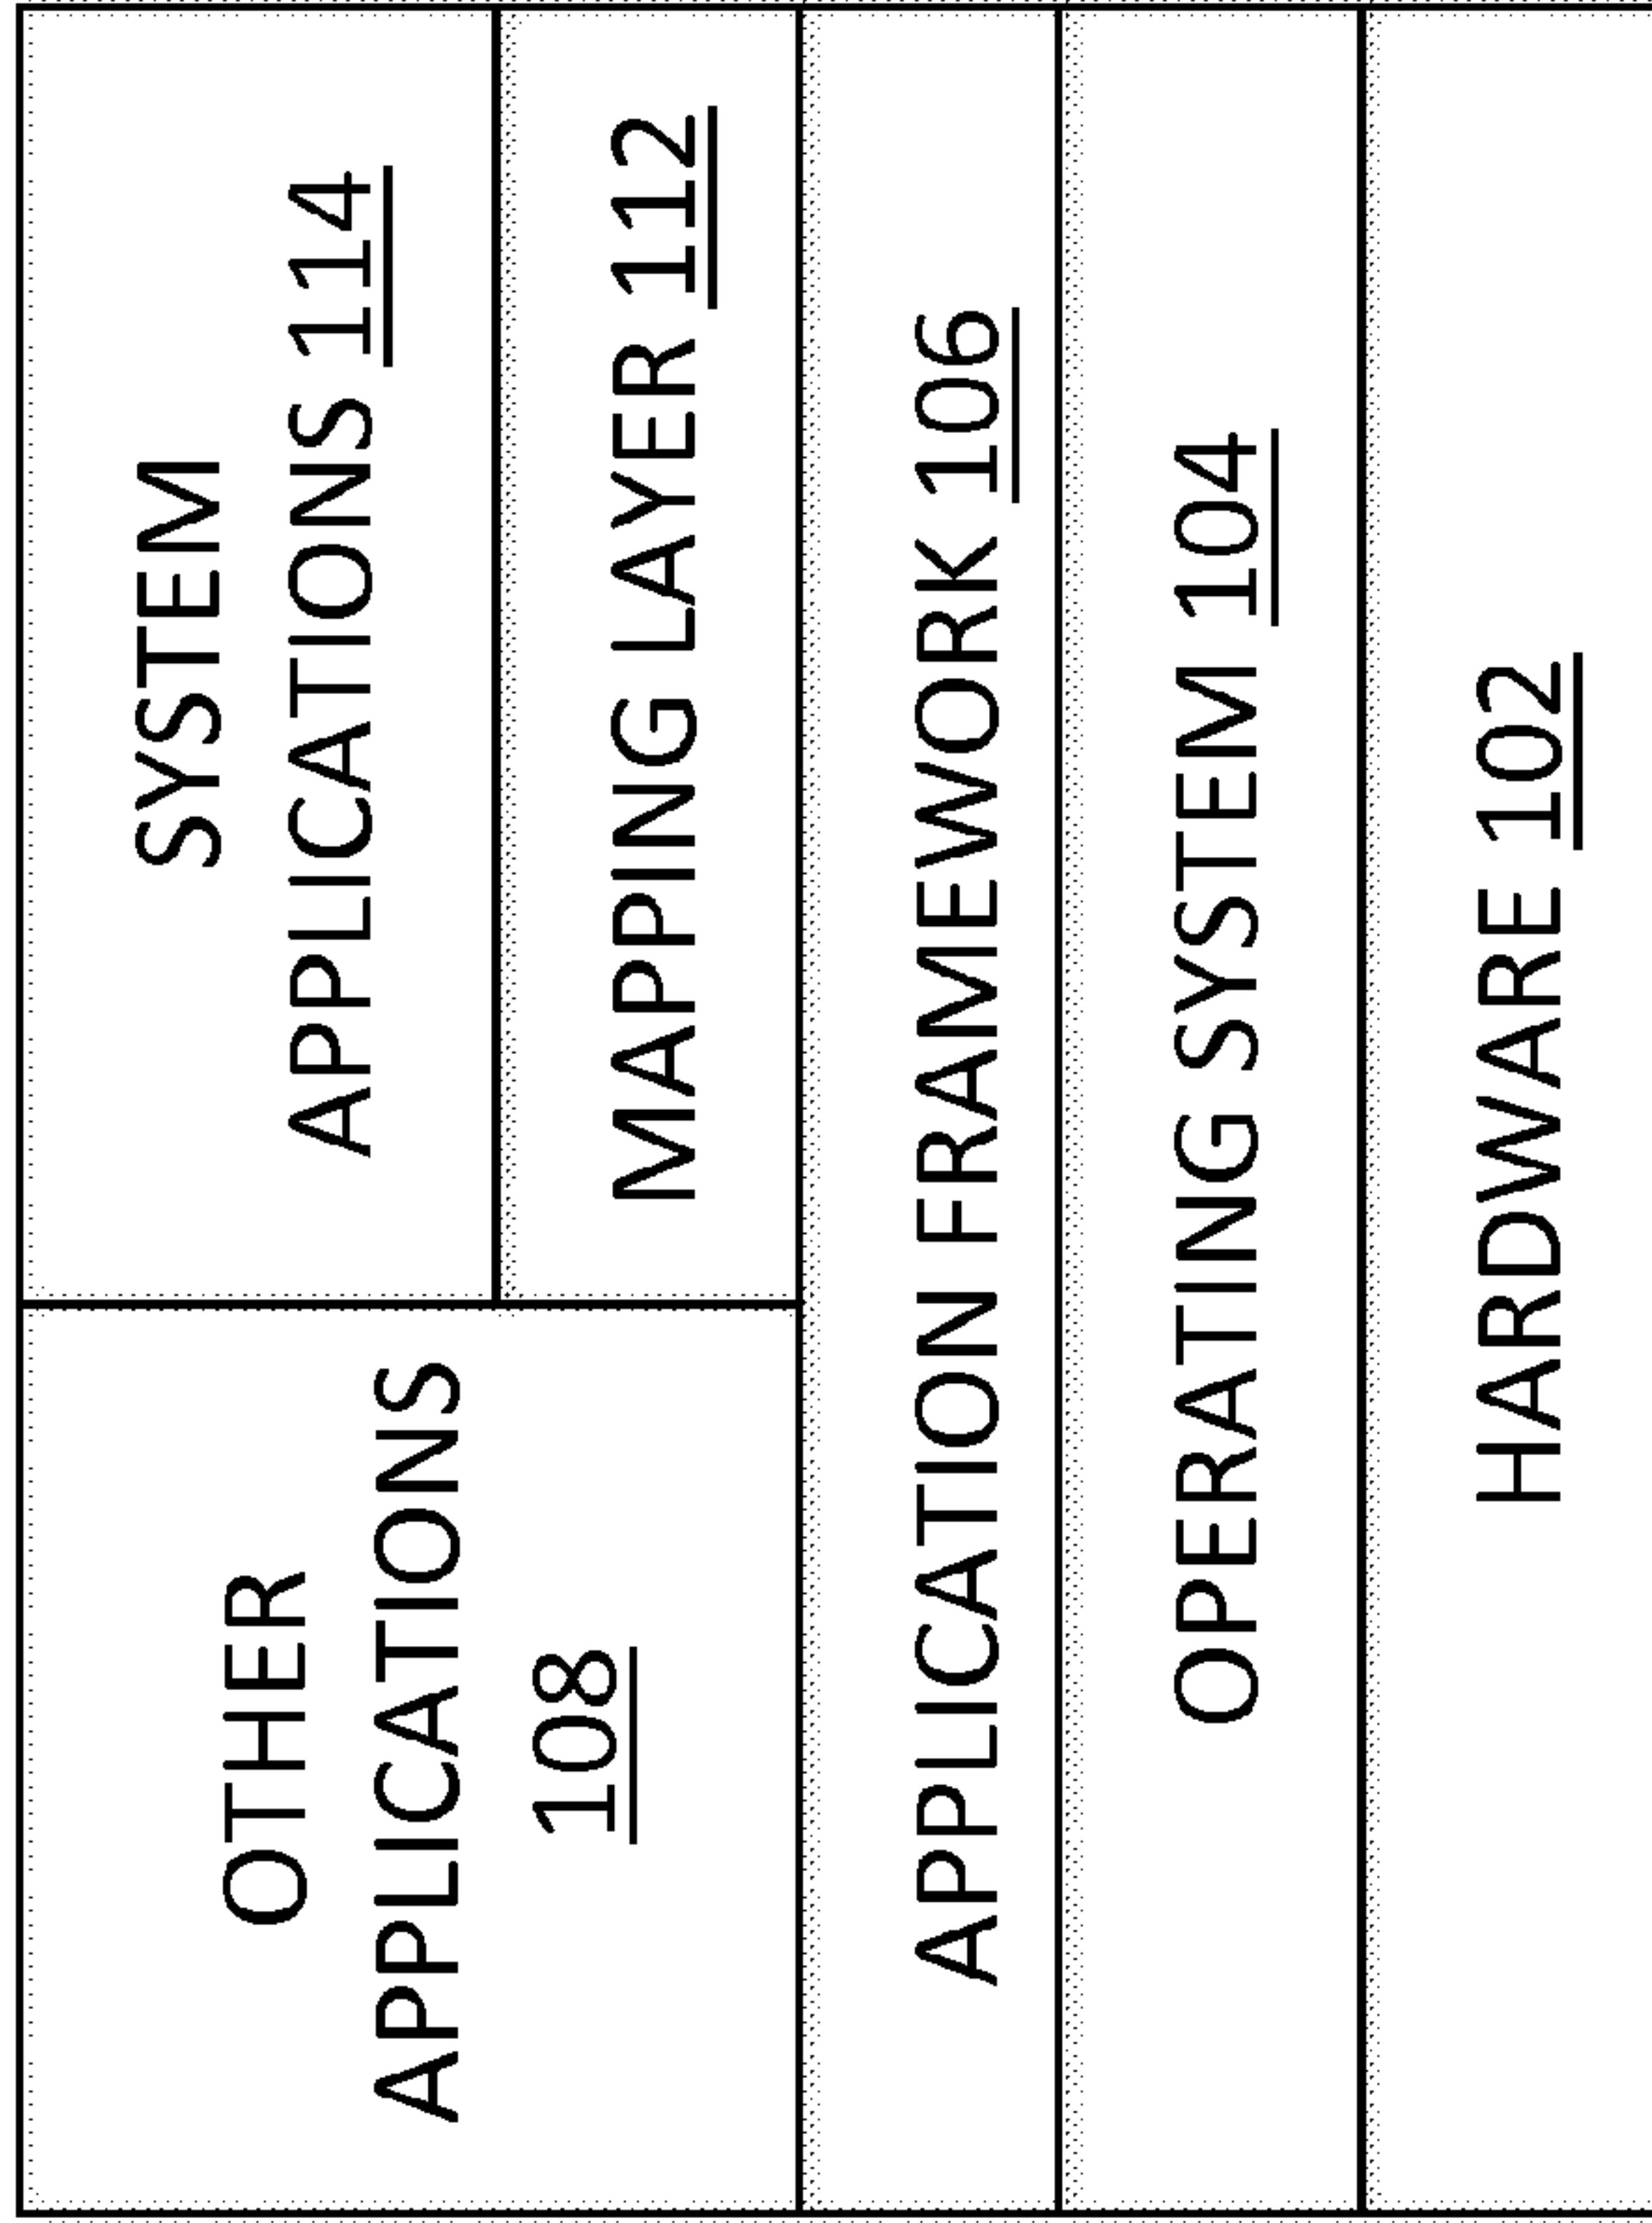 OTHER
APPLICATIONS
108
SYSTEM
APPLICATIONS 114
MAPPING LAYER 112
APPLICATION FRAMEWORK 106
OPERATING SYSTEM 104
HARDWARE 102